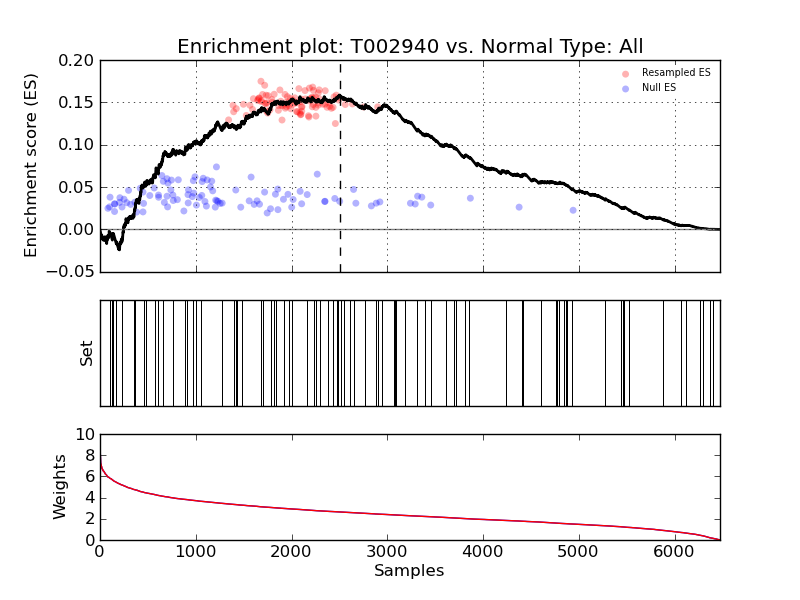 Enrichment plot: T002940 vs. Normal Type: All
Enrichment score (ES)
0.20
0.15
0.10
0.05
0.00
−0.05
Resampled ES
Null ES
Set
Weights
10
8
6
4
2
0
0 1000 2000 3000 4000 5000 6000
Samples